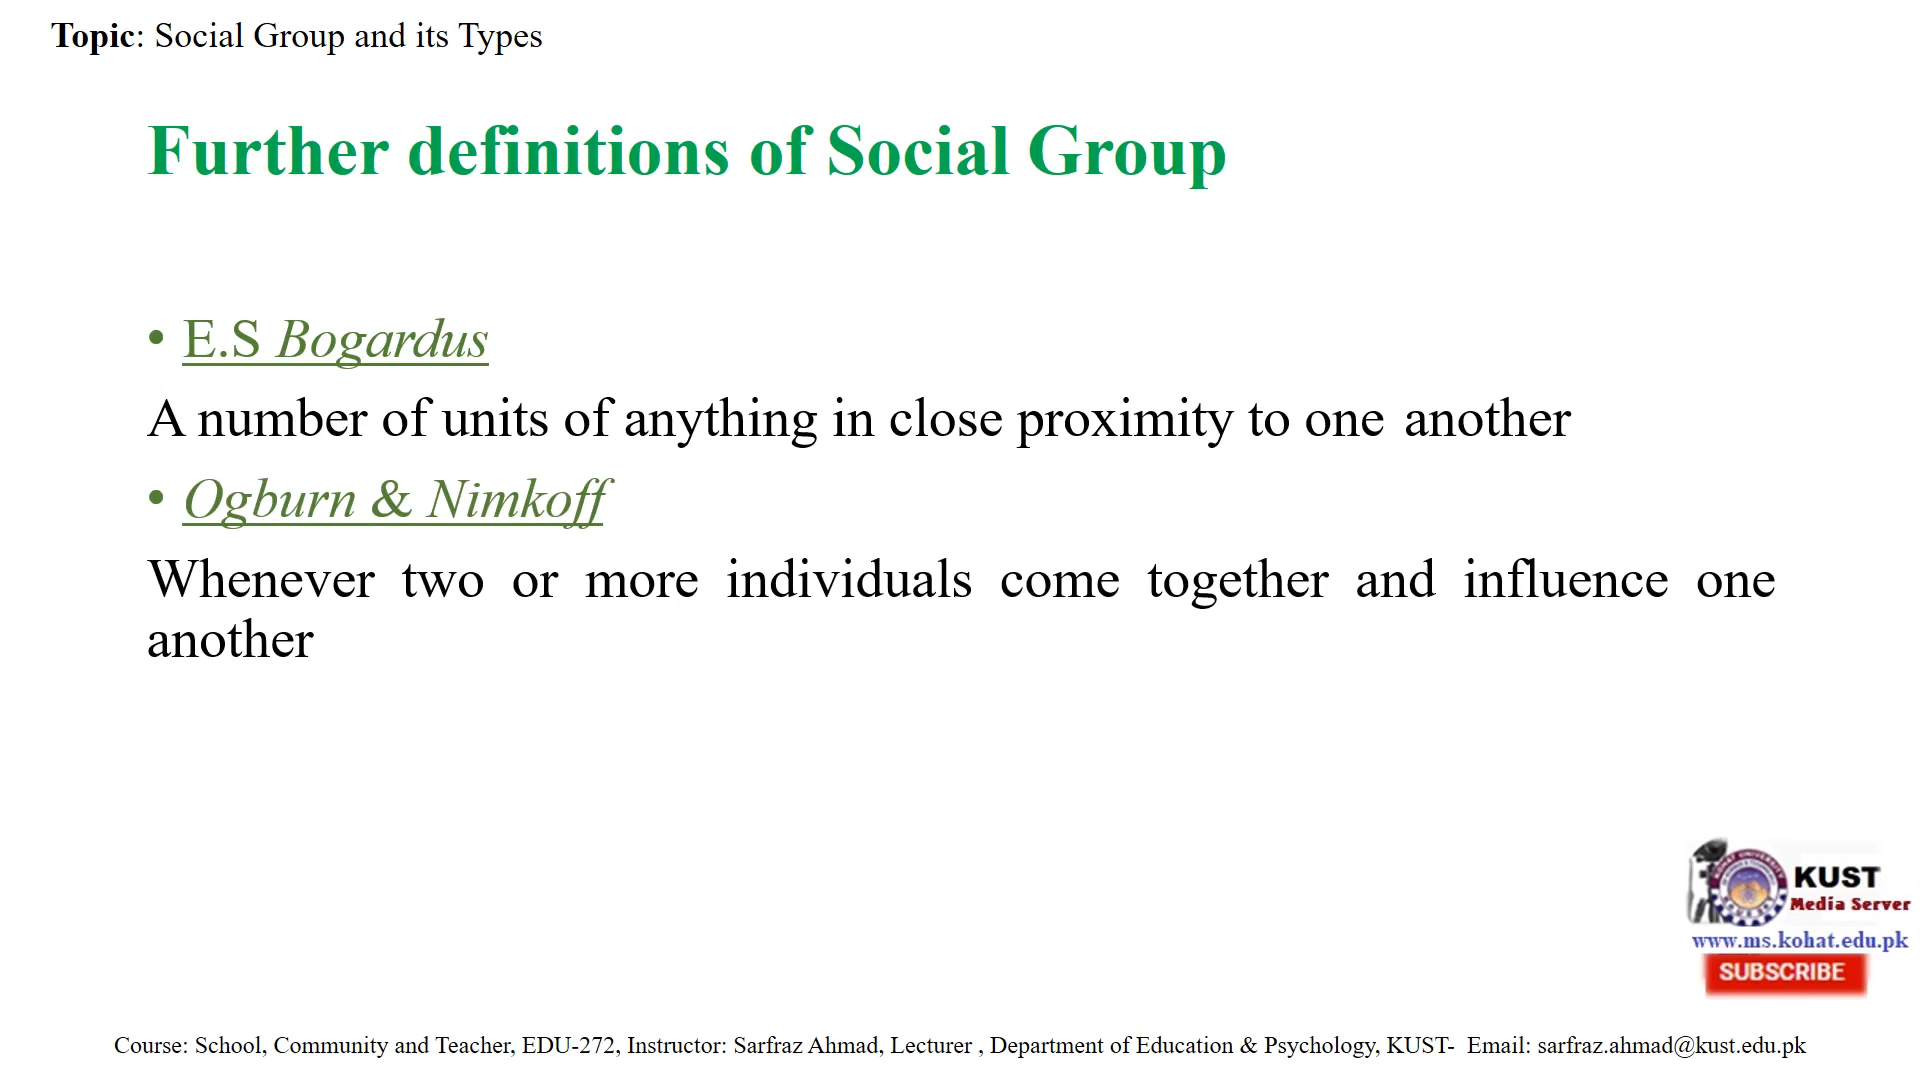 Topic: Social Group and its Types
Further definitions of Social Group
• E.S Bogardus
A number of units of anything in close proximity to one another
• Ogburn & Nimkoff
Whenever two or more individuals come together and influence one
another
KUST
Media Server
www.ms.kohat.edu.pk
SUBSCRIBE
Course: School, Community and Teacher, EDU-272, Instructor: Sarfraz Ahmad, Lecturer , Department of Education & Psychology, KUST- Email: sarfraz.ahmad@kust.edu.pk